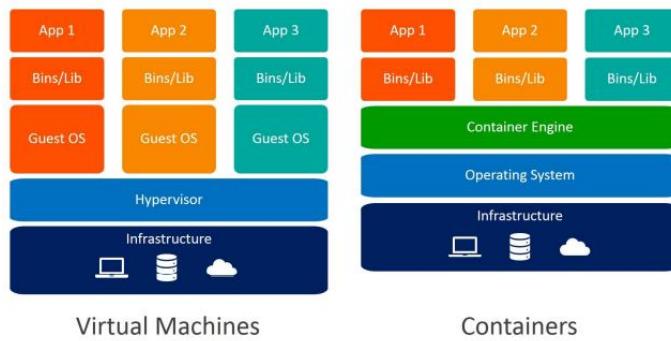 App 1
App 2
App 3
Bins/Lib
Bins/Lib
Bins/Lib
Guest OS
Guest OS
Guest OS
Hypervisor
Infrastructure
Virtual Machines
App 1
App 2
App 3
Bins/Lib
Bins/Lib
Bins/Lib
Container Engine
Operating System
Infrastructure
Containers